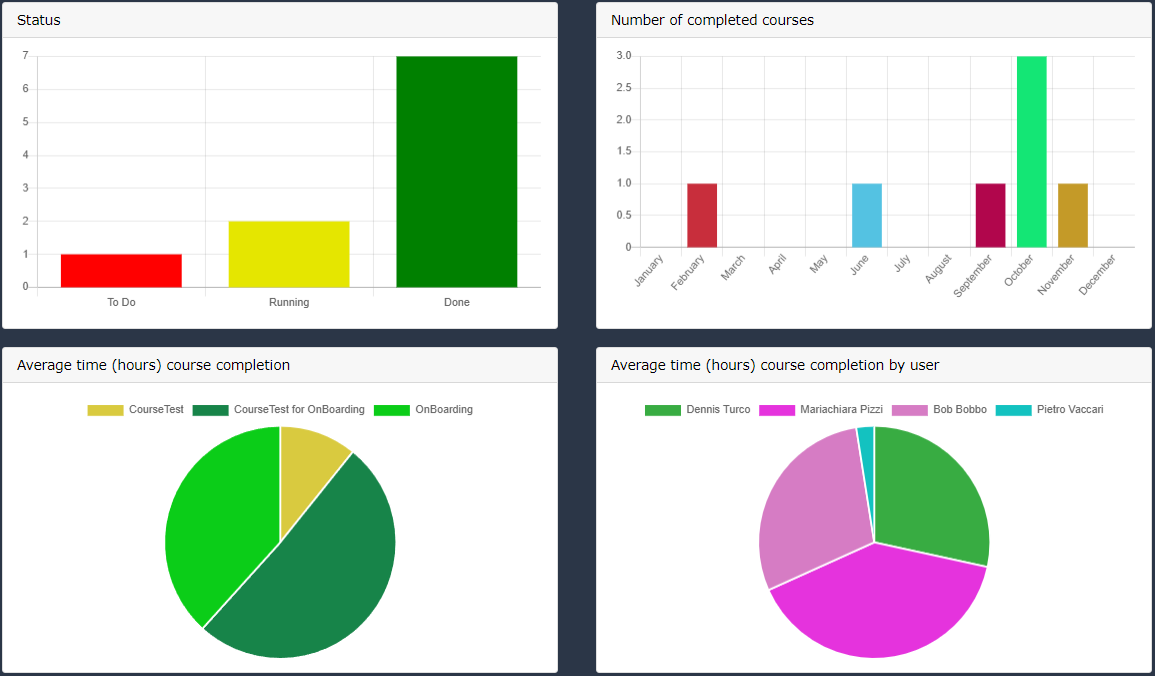 Status
7
6
5
4
3
2
1
0
To Do Running Done
Number of completed courses
3.0
2.5
2.0
1.5
1.0
0.5
0
January February March April May June July August September October November December
Average time (hours) course completion
CourseTest CourseTest for OnBoarding OnBoarding
Average time (hours) course completion by user
Dennis Turco Mariachiara Pizzi Bob Bobbo Pietro Vaccari